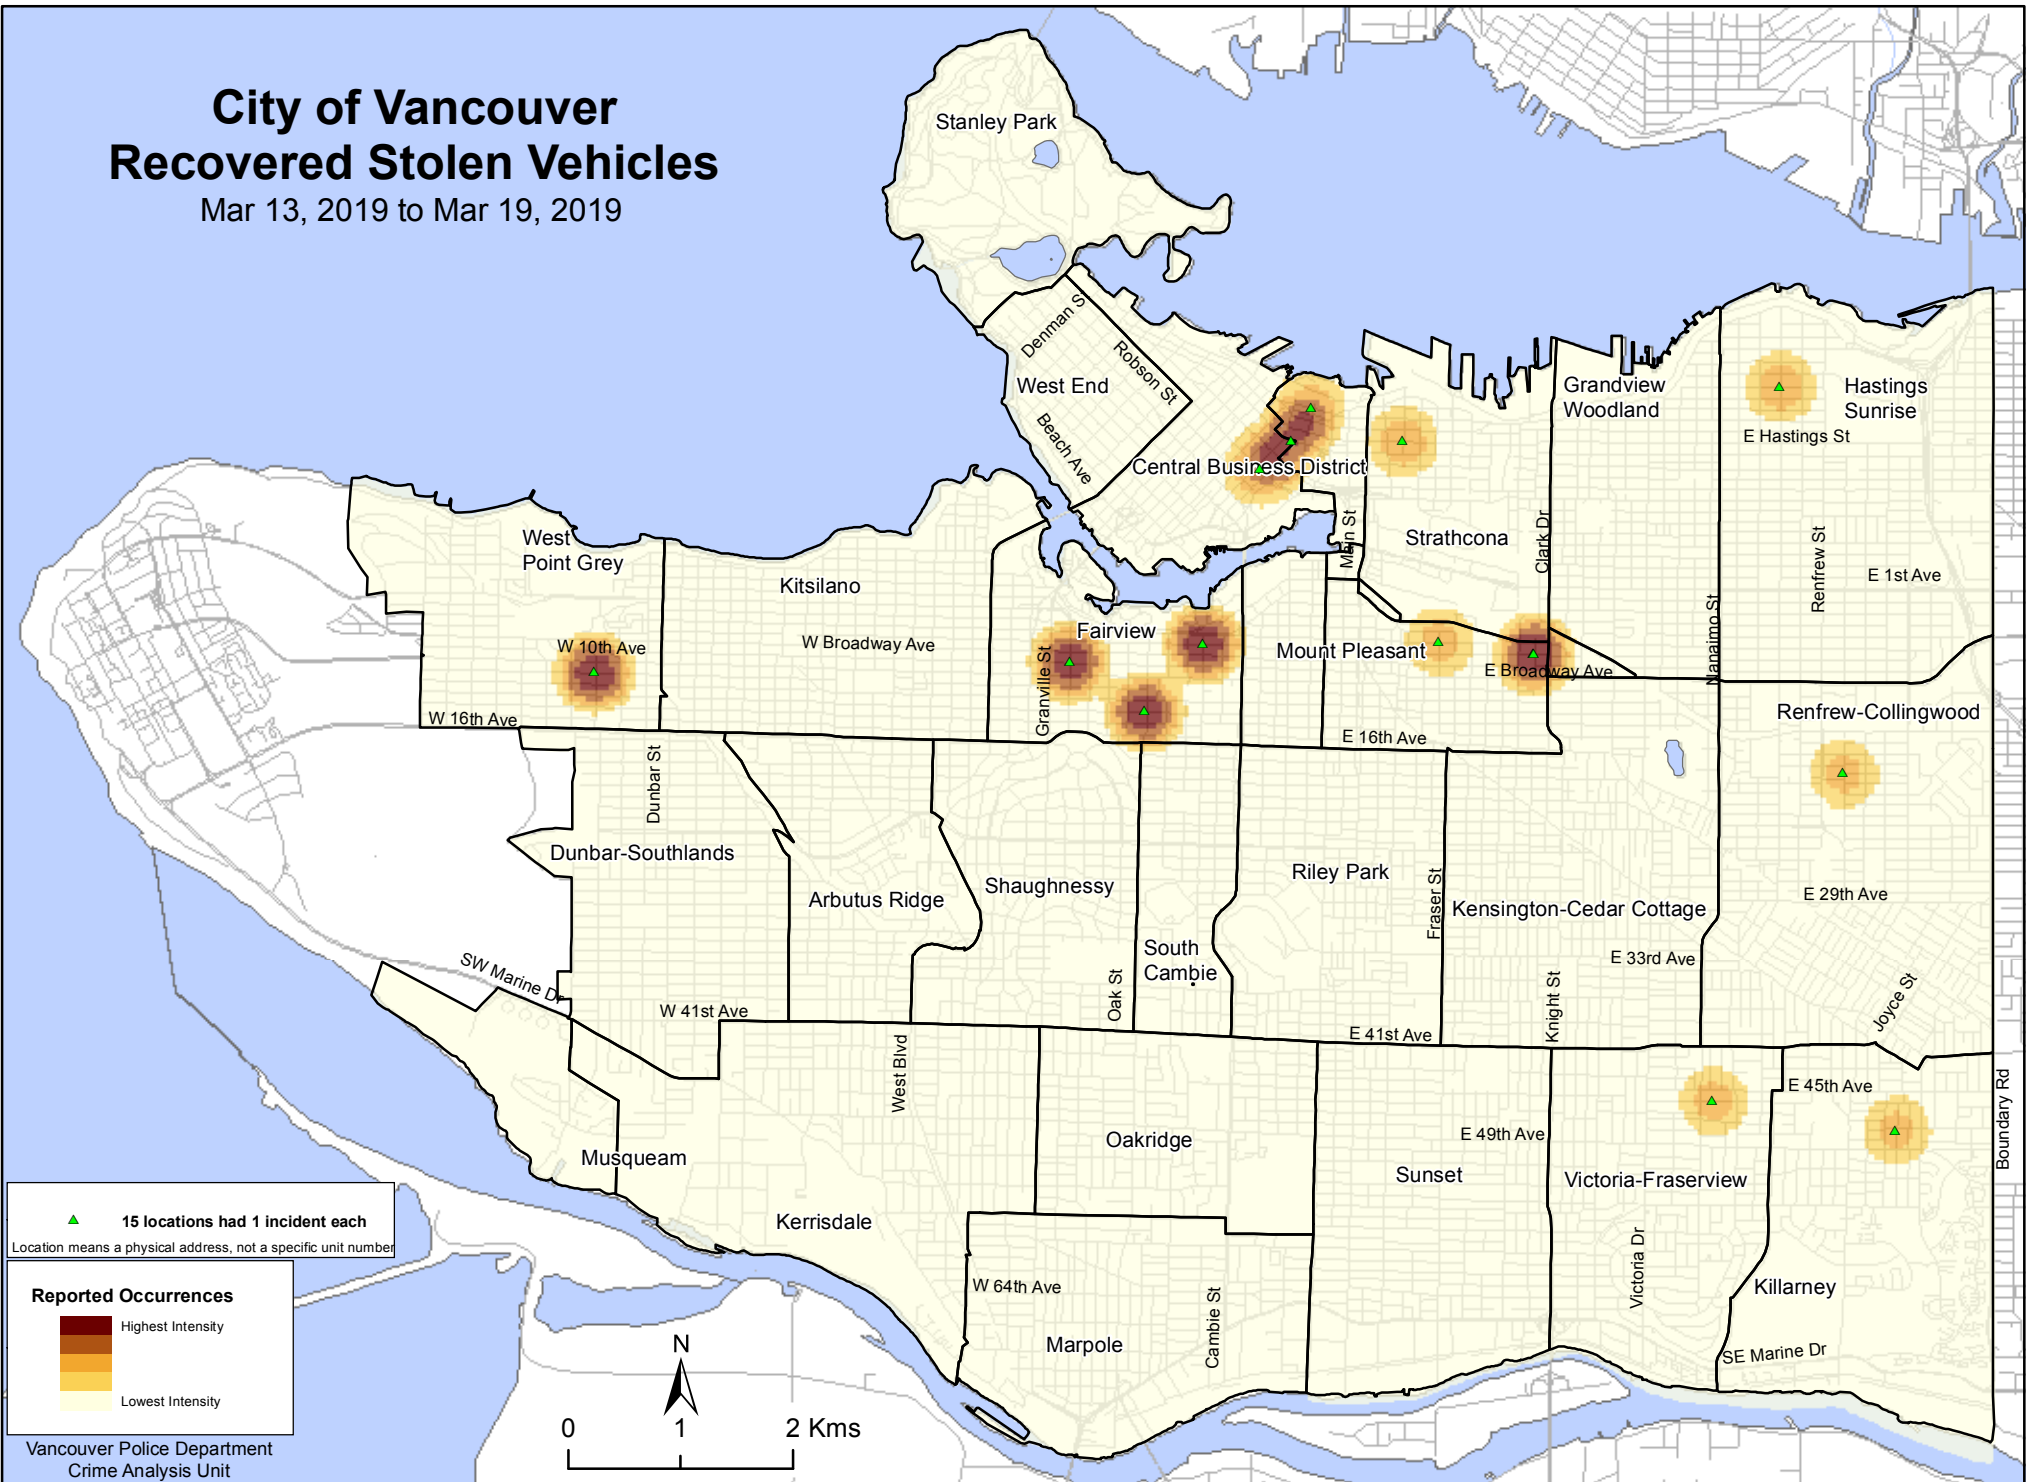 City of Vancouver
Recovered Stolen Vehicles
Mar 13, 2019 to Mar 19, 2019
Stanley Park
Denman S
Robson St
West End
Beach Ave
Central Business District
Grandview
Woodland
Hastings
Sunrise
E Hastings St
West
Point Grey
Kitsilano
Strathcona
Main St
Clark Dr
Nanaimo St
Renfrew St
E 1st Ave
W 10th Ave
W Broadway Ave
Fairview
Granville St
Mount Pleasant
E Broadway Ave
W 16th Ave
E 16th Ave
Renfrew-Collingwood
Dunbar St
Dunbar-Southlands
Arbutus Ridge
Shaughnessy
Riley Park
Fraser St
Kensington-Cedar Cottage
E 29th Ave
South
Cambie
E 33rd Ave
SW Marine Dr
W 41st Ave
Oak St
E 41st Ave
Knight St
Joyce St
West Blvd
E 45th Ave
Boundary Rd
Musqueam
Oakridge
E 49th Ave
Sunset
Victoria-Fraserview
Kerrisdale
Victoria Dr
Killarney
W 64th Ave
Cambie St
Marpole
SE Marine Dr
15 locations had 1 incident each
Location means a physical address, not a specific unit number
Reported Occurrences
Highest Intensity
Lowest Intensity
N
0 1 2 Kms
Vancouver Police Department
Crime Analysis Unit